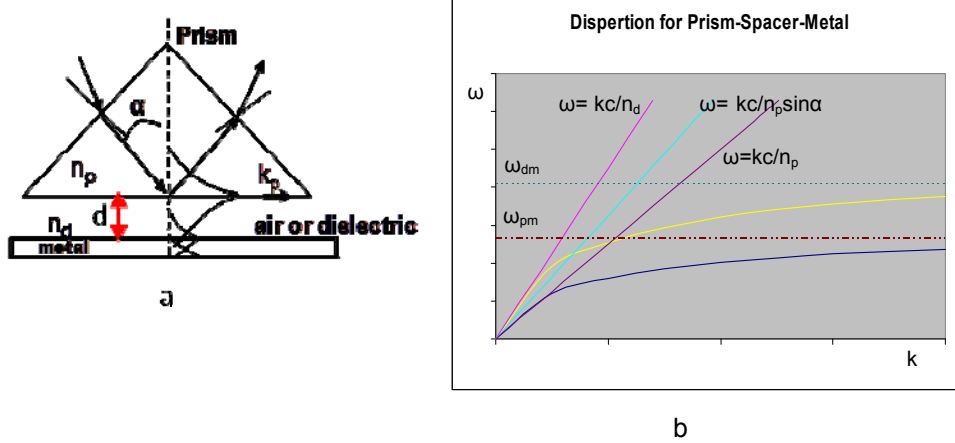 Prism
α
n_p
k_p
d
n_d
air or dielectric
metal
a
Dispertion for Prism-Spacer-Metal
ω
ω= kc/n_d
ω= kc/n_psinα
ω=kc/n_p
ω_dm
ω_pm
k
b